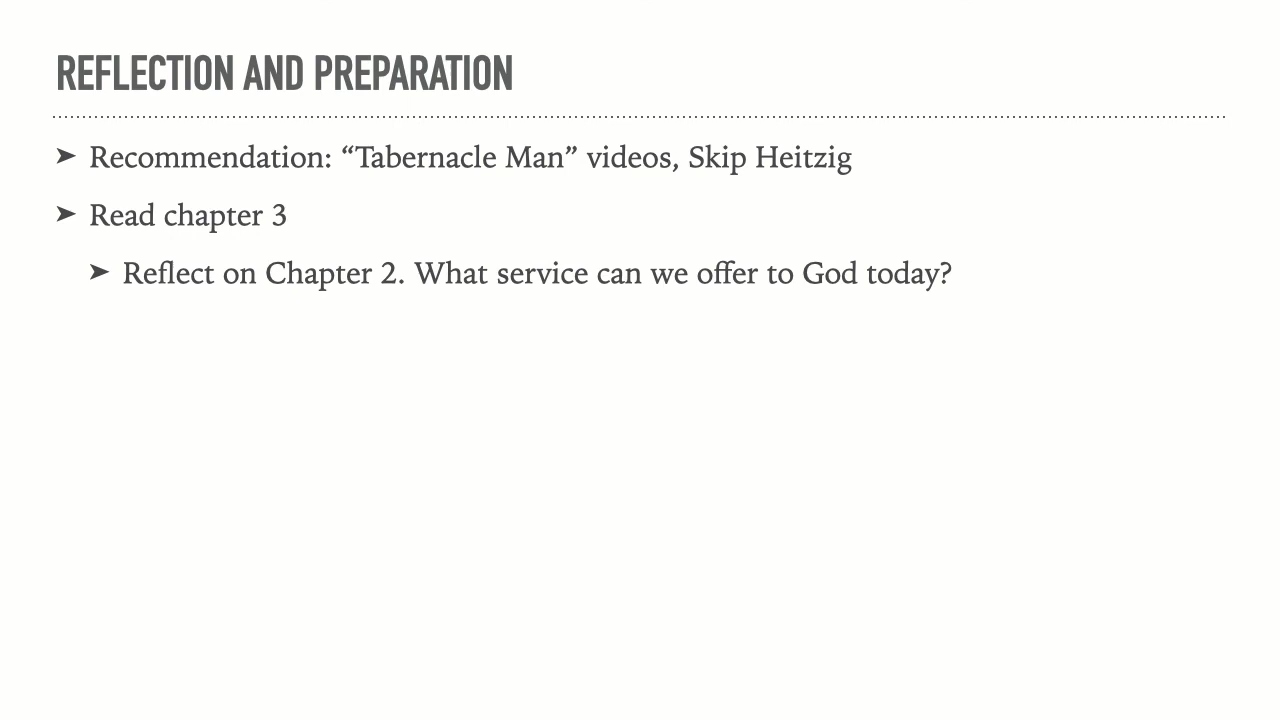 REFLECTION AND PREPARATION
➤ Recommendation: “Tabernacle Man” videos, Skip Heitzig
➤ Read chapter 3
➤ Reflect on Chapter 2. What service can we offer to God today?